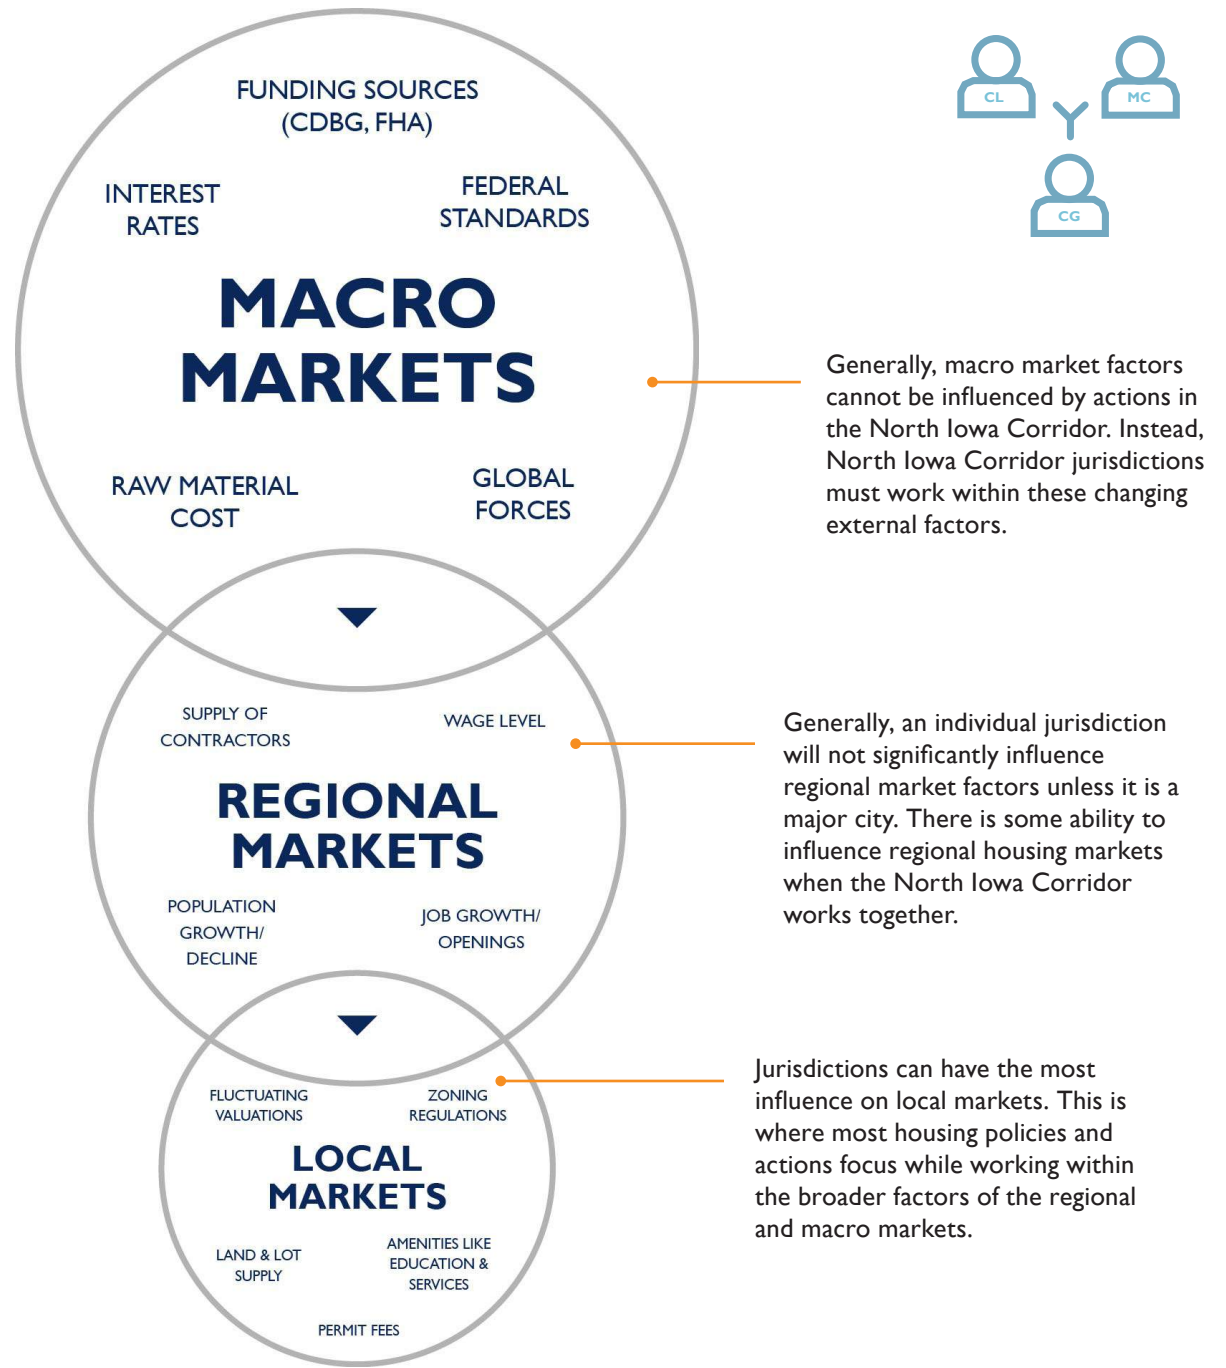 FUNDING SOURCES
(CDBG, FHA)
INTEREST
RATES
FEDERAL
STANDARDS
MACRO
MARKETS
RAW MATERIAL
COST
GLOBAL
FORCES
CL
MC
CG
Generally, macro market factors
cannot be influenced by actions in
the North Iowa Corridor. Instead,
North Iowa Corridor jurisdictions
must work within these changing
external factors.
SUPPLY OF
CONTRACTORS
WAGE LEVEL
REGIONAL
MARKETS
POPULATION
GROWTH/
DECLINE
JOB GROWTH/
OPENINGS
Generally, an individual jurisdiction
will not significantly influence
regional market factors unless it is a
major city. There is some ability to
influence regional housing markets
when the North Iowa Corridor
works together.
FLUCTUATING
VALUATIONS
ZONING
REGULATIONS
LOCAL
MARKETS
LAND & LOT
SUPPLY
AMENITIES LIKE
EDUCATION &
SERVICES
PERMIT FEES
Jurisdictions can have the most
influence on local markets. This is
where most housing policies and
actions focus while working within
the broader factors of the regional
and macro markets.